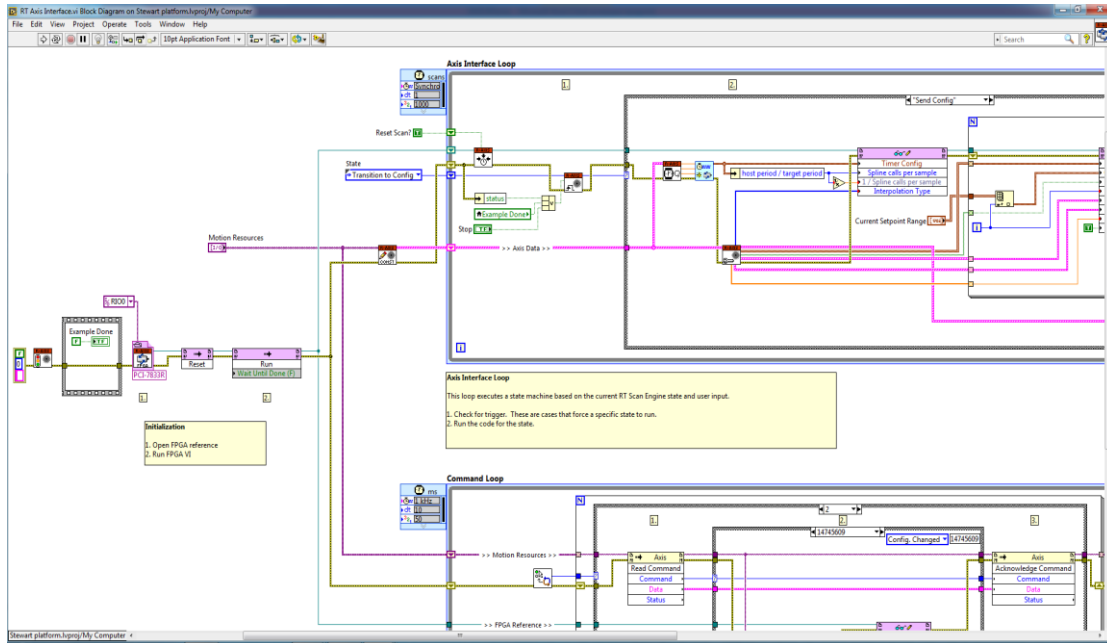 RT Axis Interface.vi Block Diagram on Stewart platform.lvproj/My Computer
File Edit View Project Operate Tools Window Help
10pt Application Font
Search
Axis Interface Loop
scans
Synchro
dt 1
1000
1.
2.
"Send Config"
Reset Scan?
State
Transition to Config
status
Example Done
Stop TF
host period / target period
Timer Config
Spline calls per sample
1 / Spline calls per sample
Interpolation Type
Current Setpoint Range
N
i
Motion Resources
I/O
CONST
>> Axis Data >>
RIO0
Example Done
F
TF
PCI-7833R
Reset
Run
Wait Until Done (F)
1.
2.
i
Initialization
1. Open FPGA reference
2. Run FPGA VI
Axis Interface Loop
This loop executes a state machine based on the current RT Scan Engine state and user input.
1. Check for trigger. These are cases that force a specific state to run.
2. Run the code for the state.
Command Loop
ms
1 kHz
dt 10
50
N
2
1.
2.
3.
14745609
Config. Changed
14745609
>> Motion Resources >>
Axis
Read Command
Command
Data
Status
Axis
Acknowledge Command
Command
Data
Status
>> FPGA Reference >>
Stewart platform.lvproj/My Computer